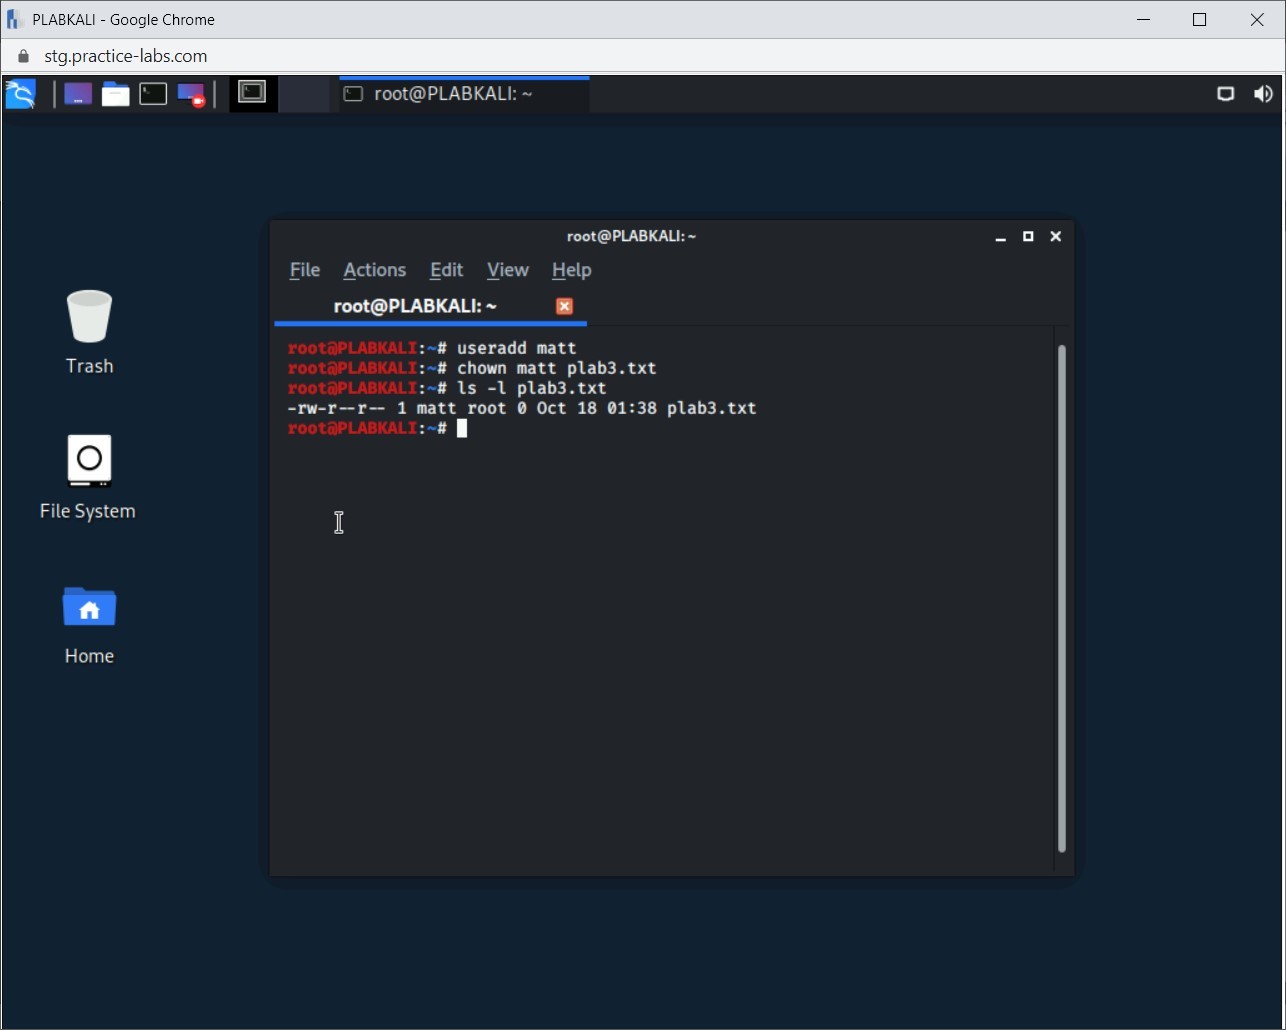 PLABKALI - Google Chrome
stg.practice-labs.com
root@PLABKALI: ~
root@PLABKALI: ~
File Actions Edit View Help
root@PLABKALI: ~
root@PLABKALI:~# useradd matt
root@PLABKALI:~# chown matt plab3.txt
root@PLABKALI:~# ls -l plab3.txt
-rw-r--r-- 1 matt root 0 Oct 18 01:38 plab3.txt
root@PLABKALI:~#
Trash
File System
Home